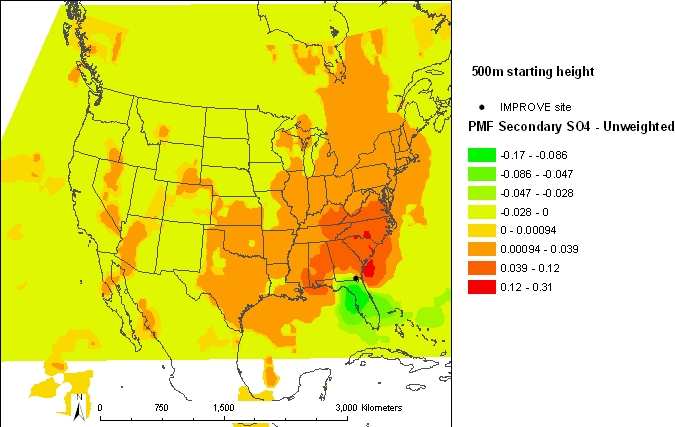 500m starting height
IMPROVE site
PMF Secondary SO4 - Unweighted
-0.17 - -0.086
-0.086 - -0.047
-0.047 - -0.028
-0.028 - 0
0 - 0.00094
0.00094 - 0.039
0.039 - 0.12
0.12 - 0.31
N
0 750 1,500 3,000 Kilometers